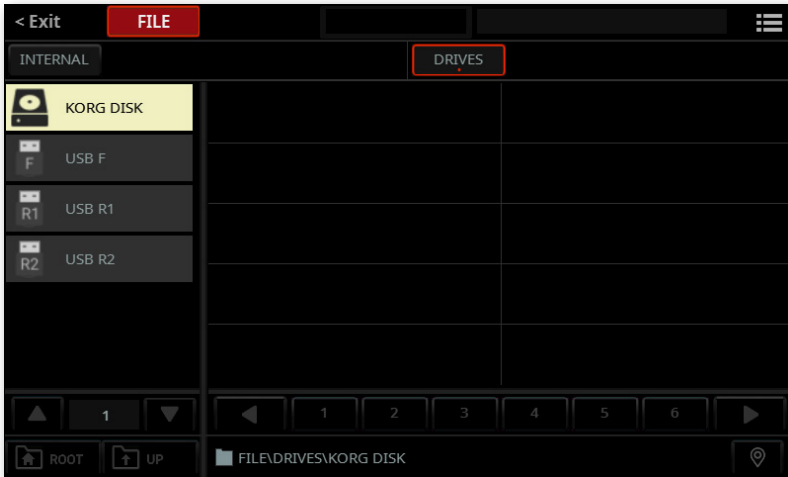 < Exit FILE
INTERNAL DRIVES
KORG DISK
F USB F
R1 USB R1
R2 USB R2
1 1 2 3 4 5 6
ROOT UP FILE\DRIVES\KORG DISK